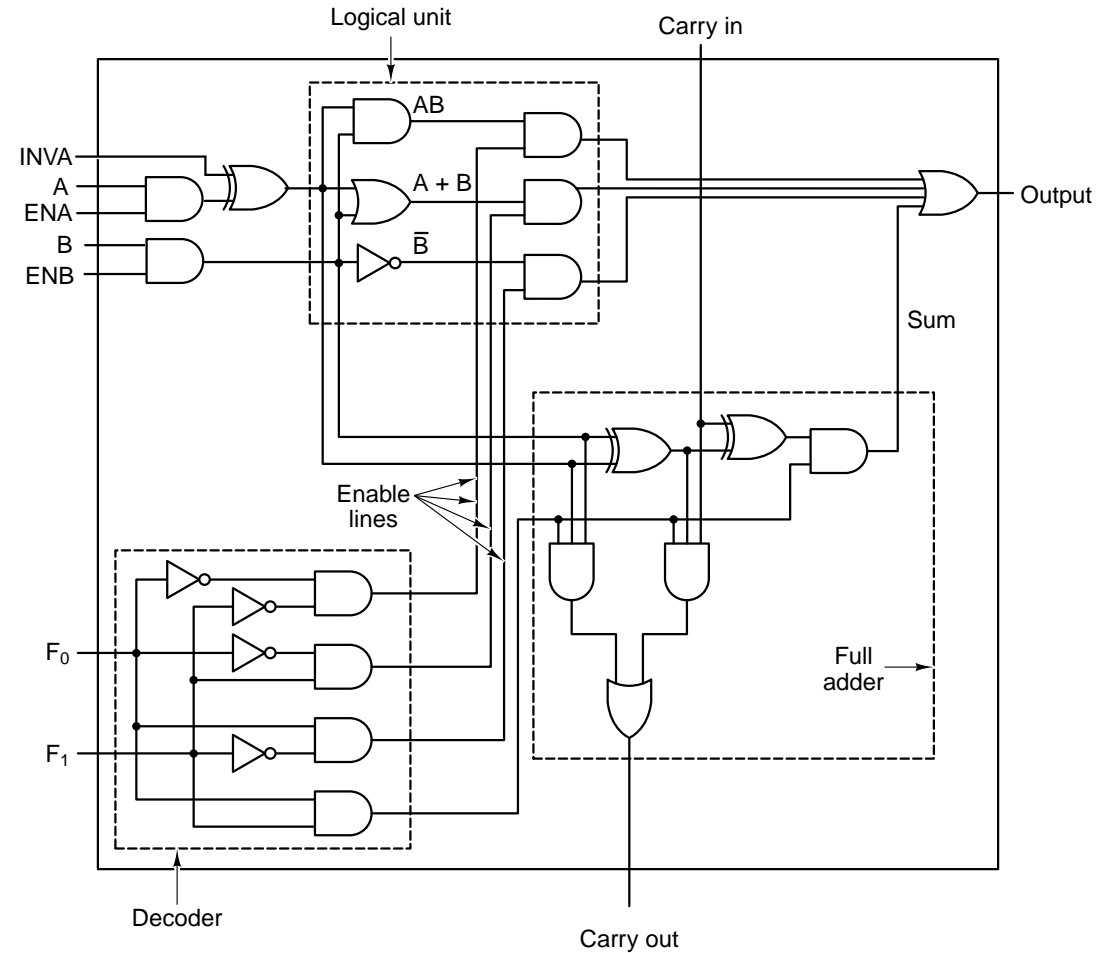 Logical unit
Carry in
AB
INVA
A
ENA
A + B
B
ENB
B̅
Output
Sum
Enable
lines
F₀
F₁
Full
adder
Decoder
Carry out